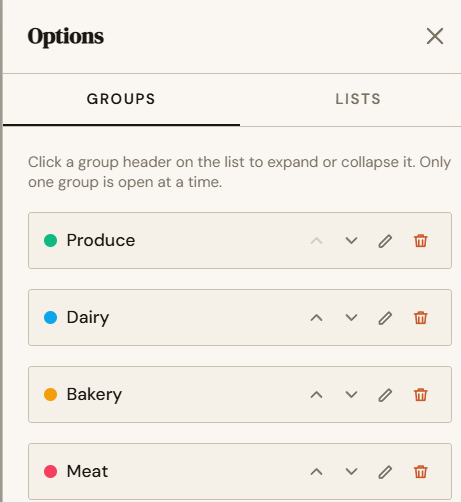 Options
GROUPS
LISTS
Click a group header on the list to expand or collapse it. Only
one group is open at a time.
Produce
Dairy
Bakery
Meat